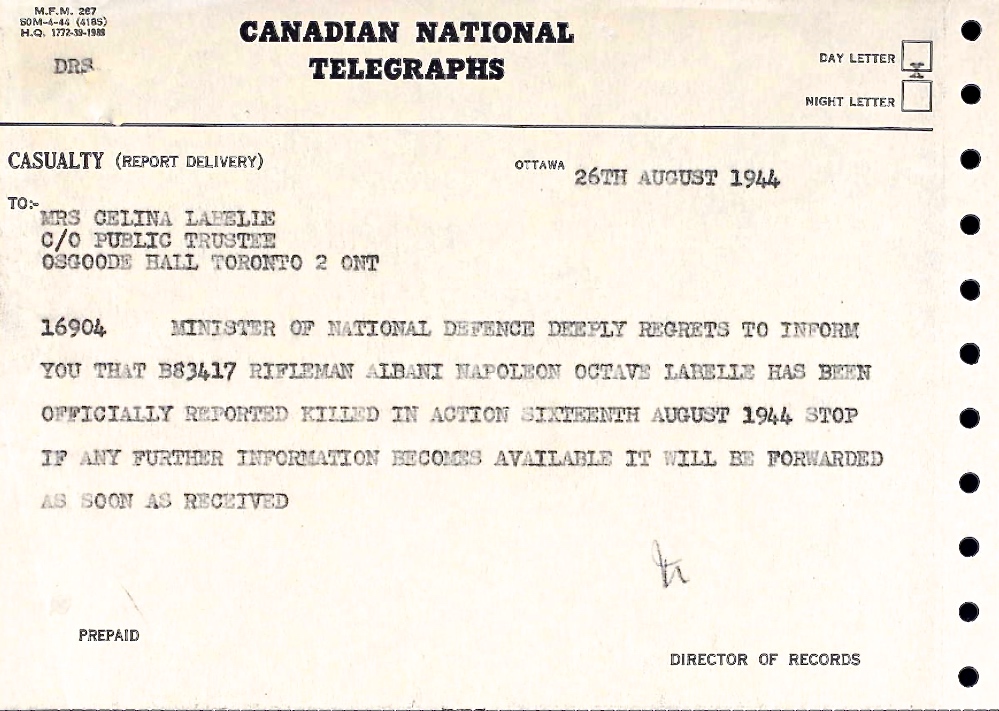 M.F.M. 267
50M-4-44 (4185)
H.Q. 1772-39-1988
DRS
CANADIAN NATIONAL
TELEGRAPHS
DAY LETTER
NIGHT LETTER
CASUALTY (REPORT DELIVERY)
OTTAWA 26TH AUGUST 1944
TO:-
MRS CELINA LABELLE
C/O PUBLIC TRUSTEE
OSGOODE HALL TORONTO 2 ONT
16904 MINISTER OF NATIONAL DEFENCE DEEPLY REGRETS TO INFORM
YOU THAT B83417 RIFLEMAN ALBANI NAPOLEON OCTAVE LABELLE HAS BEEN
OFFICIALLY REPORTED KILLED IN ACTION SIXTEENTH AUGUST 1944 STOP
IF ANY FURTHER INFORMATION BECOMES AVAILABLE IT WILL BE FORWARDED
AS SOON AS RECEIVED
PREPAID
DIRECTOR OF RECORDS